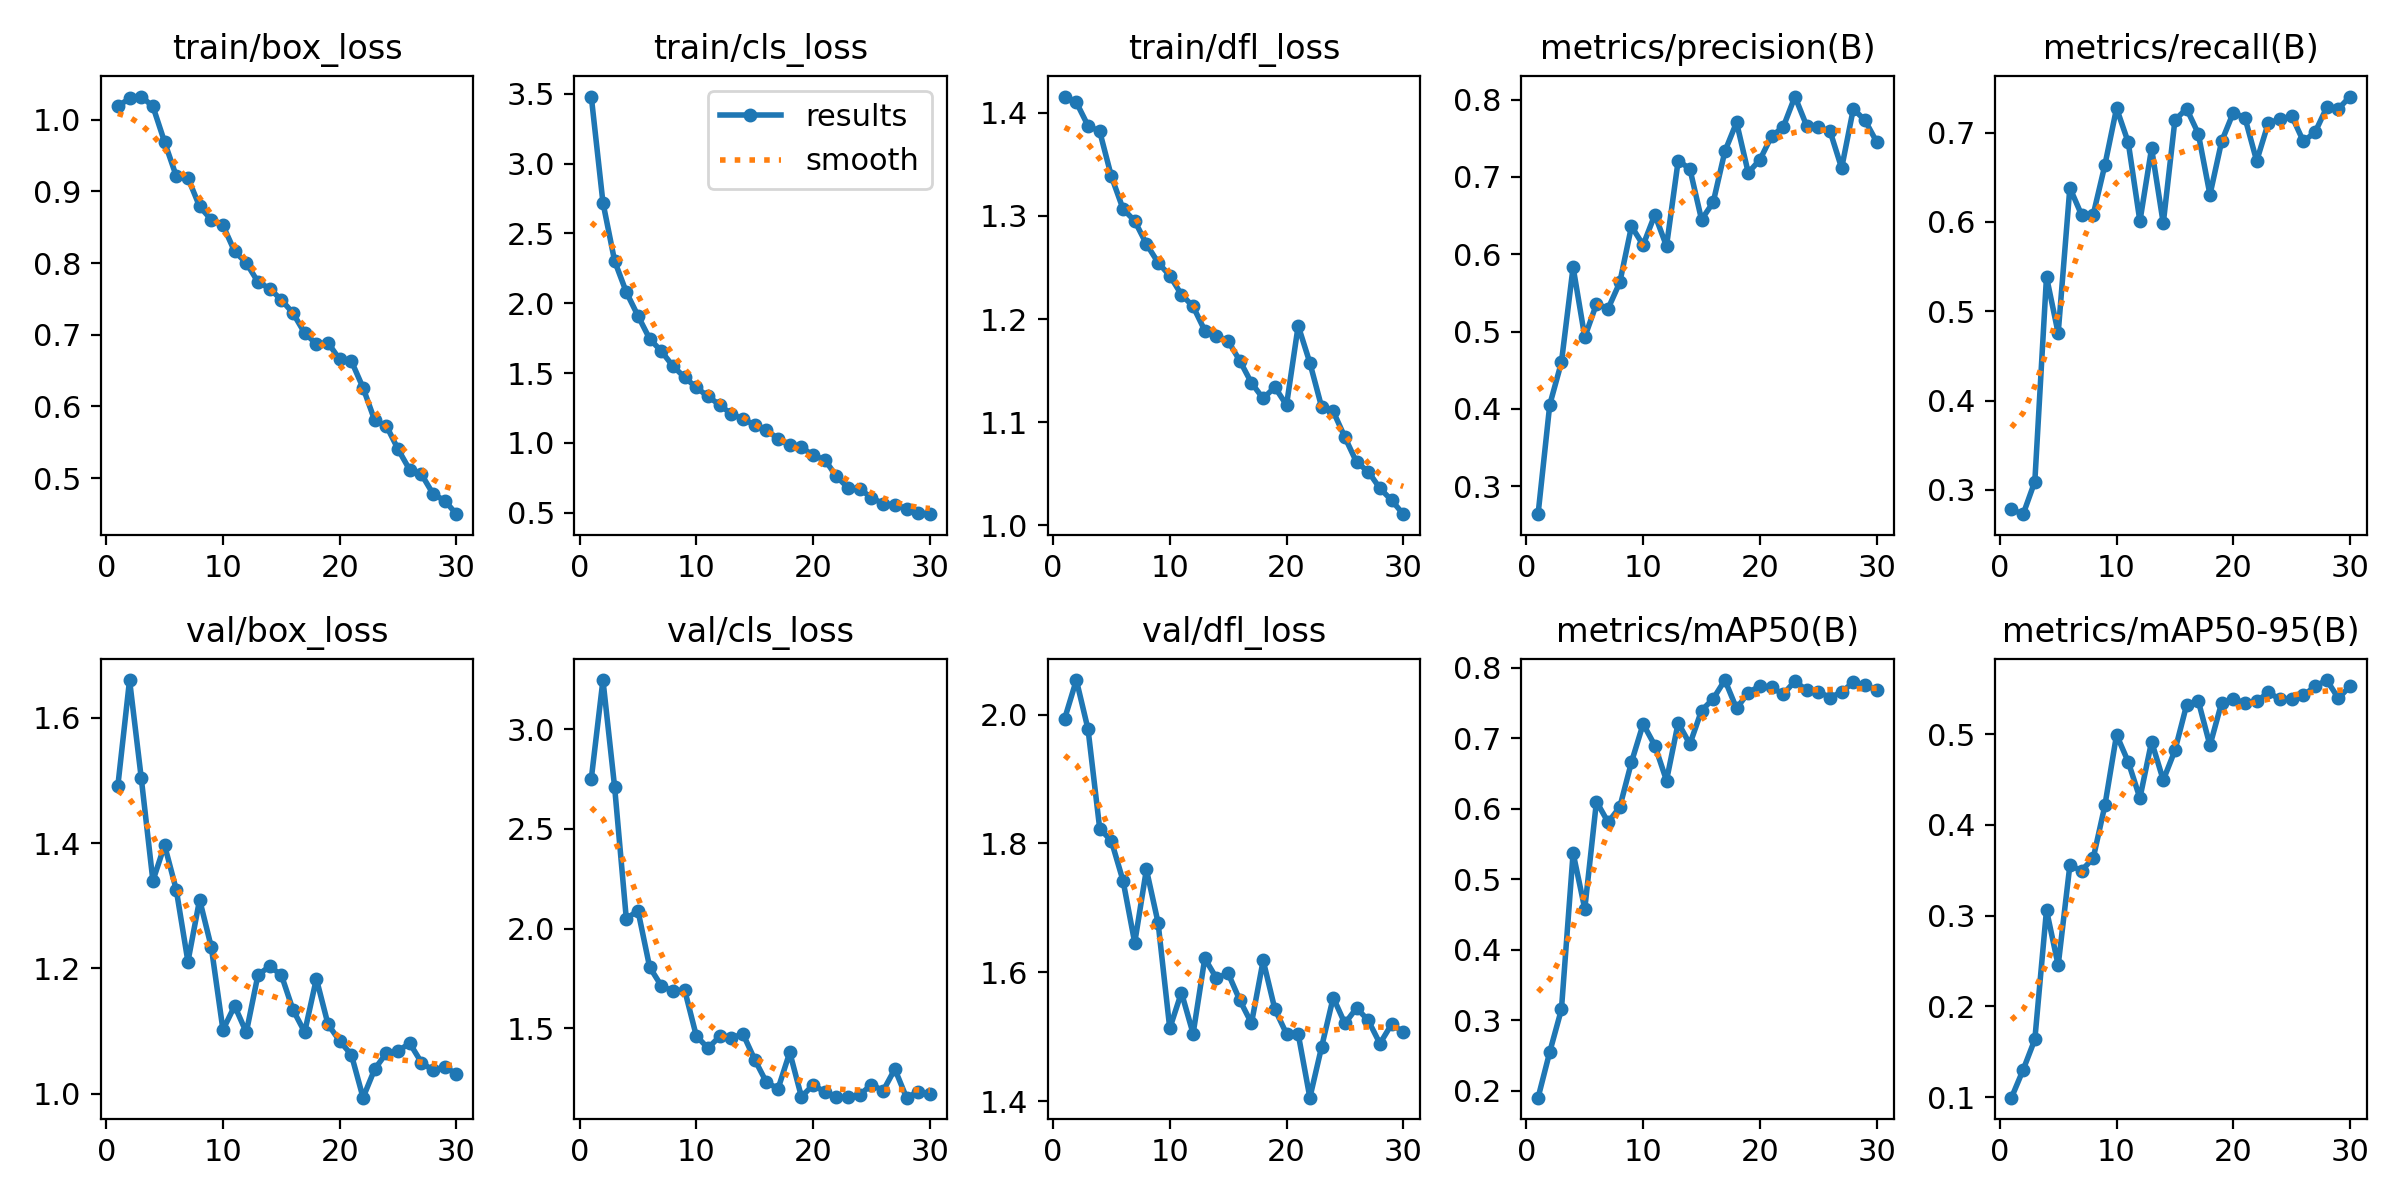 train/box_loss
train/cls_loss
train/dfl_loss
metrics/precision(B)
metrics/recall(B)
1.0
0.9
0.8
0.7
0.6
0.5
0 10 20 30
3.5
3.0
2.5
2.0
1.5
1.0
0.5
0 10 20 30
results
smooth
1.4
1.3
1.2
1.1
1.0
0 10 20 30
0.8
0.7
0.6
0.5
0.4
0.3
0 10 20 30
0.7
0.6
0.5
0.4
0.3
0 10 20 30
val/box_loss
val/cls_loss
val/dfl_loss
metrics/mAP50(B)
metrics/mAP50-95(B)
1.6
1.4
1.2
1.0
0 10 20 30
3.0
2.5
2.0
1.5
0 10 20 30
2.0
1.8
1.6
1.4
0 10 20 30
0.8
0.7
0.6
0.5
0.4
0.3
0.2
0 10 20 30
0.5
0.4
0.3
0.2
0.1
0 10 20 30